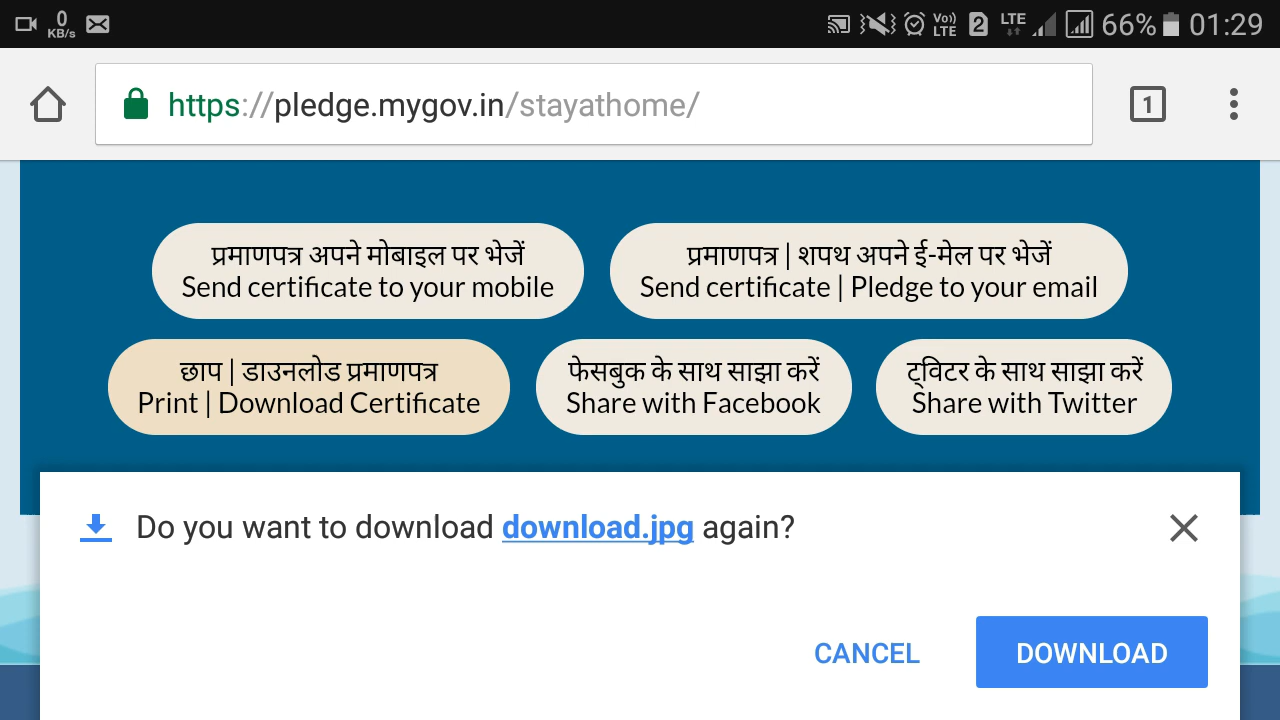 0
KB/s
Vo))
LTE
2
LTE
66%
01:29
https://pledge.mygov.in/stayathome/
1
प्रमाणपत्र अपने मोबाइल पर भेजें
Send certificate to your mobile
प्रमाणपत्र | शपथ अपने ई-मेल पर भेजें
Send certificate | Pledge to your email
छाप | डाउनलोड प्रमाणपत्र
Print | Download Certificate
फेसबुक के साथ साझा करें
Share with Facebook
ट्विटर के साथ साझा करें
Share with Twitter
Do you want to download download.jpg again?
CANCEL
DOWNLOAD